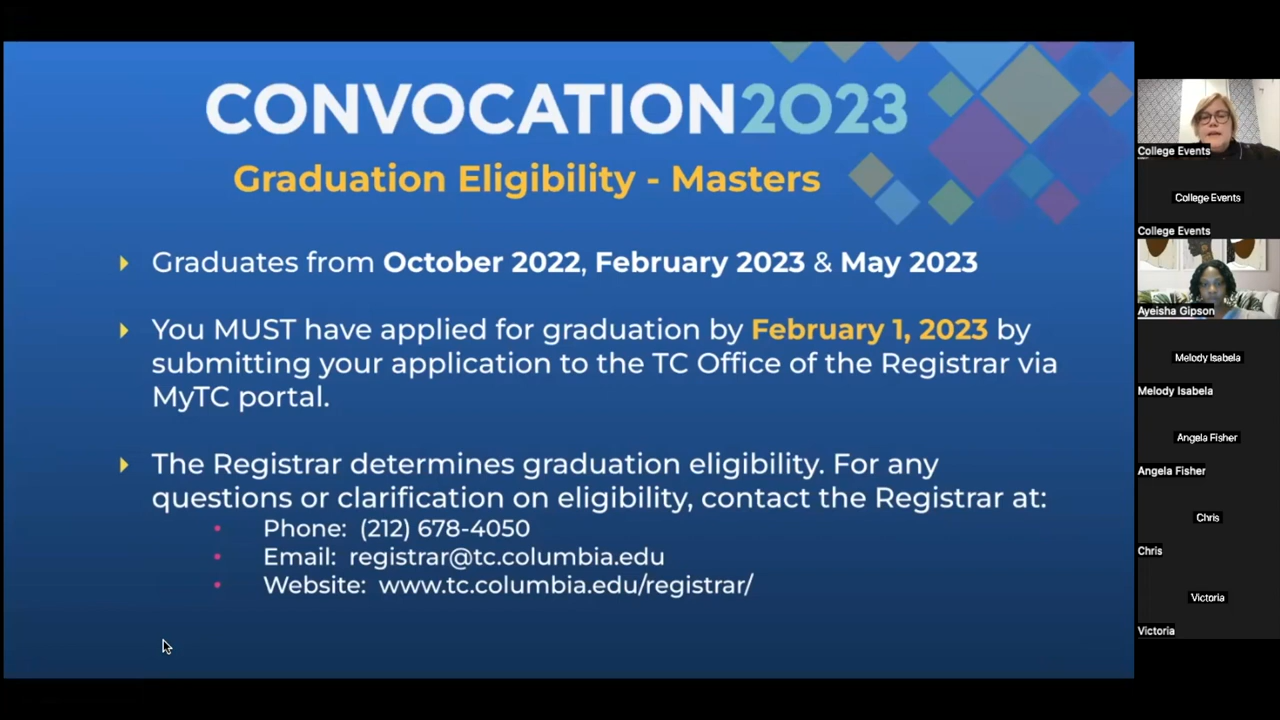 CONVOCATION2023
Graduation Eligibility - Masters
Graduates from October 2022, February 2023 & May 2023
You MUST have applied for graduation by February 1, 2023 by
submitting your application to the TC Office of the Registrar via
MyTC portal.
The Registrar determines graduation eligibility. For any
questions or clarification on eligibility, contact the Registrar at:
Phone: (212) 678-4050
Email: registrar@tc.columbia.edu
Website: www.tc.columbia.edu/registrar/
College Events
College Events
College Events
Ayeisha Gipson
Melody Isabela
Melody Isabela
Angela Fisher
Angela Fisher
Chris
Chris
Victoria
Victoria